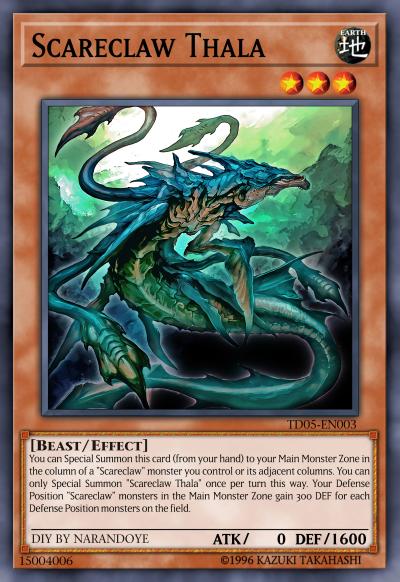 SCARECLAW THALA
EARTH
地
TD05-EN003
[BEAST/EFFECT]
You can Special Summon this card (from your hand) to your Main Monster Zone in
the column of a "Scareclaw" monster you control or its adjacent columns. You can
only Special Summon "Scareclaw Thala" once per turn this way. Your Defense
Position "Scareclaw" monsters in the Main Monster Zone gain 300 DEF for each
Defense Position monsters on the field.
DIY BY NARANDOYE ATK/ 0 DEF/1600
15004006 ©1996 KAZUKI TAKAHASHI